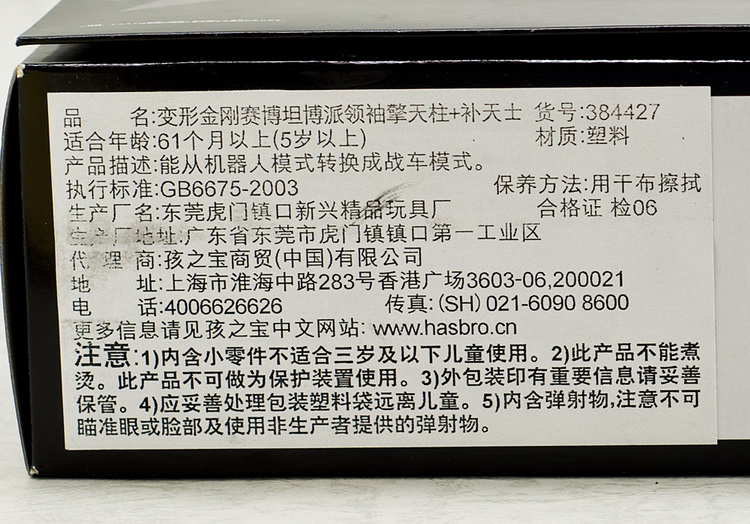 品 名:变形金刚赛博坦博派领袖擎天柱+补天士 货号:384427
适合年龄:61个月以上(5岁以上) 材质:塑料
产品描述:能从机器人模式转换成战车模式。
执行标准:GB6675-2003 保养方法:用干布擦拭
生产厂名:东莞虎门镇口新兴精品玩具厂 合格证 检06
生产厂地址:广东省东莞市虎门镇镇口第一工业区
代 理 商:孩之宝商贸(中国)有限公司
地 址:上海市淮海中路283号香港广场3603-06,200021
电 话:4006626626 传真:(SH)021-6090 8600
更多信息请见孩之宝中文网站: www.hasbro.cn
注意:1)内含小零件不适合三岁及以下儿童使用。2)此产品不能煮
烫。此产品不可做为保护装置使用。3)外包装印有重要信息请妥善
保管。4)应妥善处理包装塑料袋远离儿童。5)内含弹射物,注意不可
瞄准眼或脸部及使用非生产者提供的弹射物。